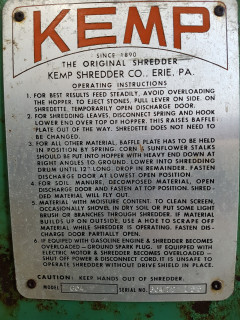 KEMP
SINCE 1890
THE ORIGINAL SHREDDER
KEMP SHREDDER CO., ERIE, PA.
OPERATING INSTRUCTIONS
1. FOR BEST RESULTS FEED STEADILY, AVOID OVERLOADING
THE HOPPER. TO EJECT STONES, PULL LEVER ON SIDE. ON
SHREDETTE, TEMPORARILY OPEN DISCHARGE DOOR.
2. FOR SHREDDING LEAVES, DISCONNECT SPRING AND HOOK
LOWER END OVER TOP OF HOPPER. THIS RAISES BAFFLE
PLATE OUT OF THE WAY. SHREDETTE DOES NOT NEED TO
BE CHANGED.
3. FOR ALL OTHER MATERIAL, BAFFLE PLATE HAS TO BE HELD
IN POSITION BY SPRING. CORN & SUNFLOWER STALKS
SHOULD BE PUT INTO HOPPER WITH HEAVY END DOWN AT
RIGHT ANGLES TO GROUND. LOWER INTO SHREDDING
DRUM UNTIL 12" LONG, DROP IN REMAINDER. FASTEN
DISCHARGE DOOR AT LOWEST OPEN POSITION.
4. FOR SOIL, MANURE, DECOMPOSED MATERIAL, OPEN
DISCHARGE DOOR AND FASTEN AT TOP POSITION. SHRED-
DED MATERIAL WILL FLY OUT.
5. MATERIAL WITH MOISTURE CONTENT: TO CLEAN SCREEN,
OCCASIONALLY SHOVEL IN DRY SOIL OR PUT SOME LIGHT
BRUSH OR BRANCHES THROUGH SHREDDER. IF MATERIAL
BUILDS UP ON OUTSIDE, USE A HOE TO SCRAPE OFF
MATERIAL WHILE SHREDDER IS OPERATING. FASTEN DIS-
CHARGE DOOR PARTIALLY OPEN.
6. IF EQUIPED WITH GASOLINE ENGINE & SHREDDER BECOMES
OVERLOADED—GROUND SPARK PLUG. IF EQUIPPED WITH
ELECTRIC MOTOR & SHREDDER BECOMES OVERLOADED—
SHUT OFF POWER & DISCONNECT CORD. IT IS UNSAFE TO
OPERATE SHREDDER WITHOUT TIRE SHIELD IN PLACE.
CAUTION: KEEP HANDS OUT OF SHREDDER.
MODEL SERIAL NO.